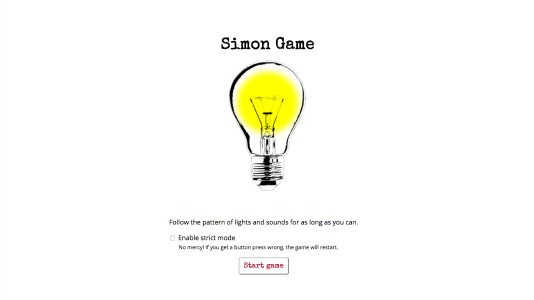 Simon Game
Follow the pattern of lights and sounds for as long as you can.
Enable strict mode
No mercy! If you get a button press wrong, the game will restart.
Start game